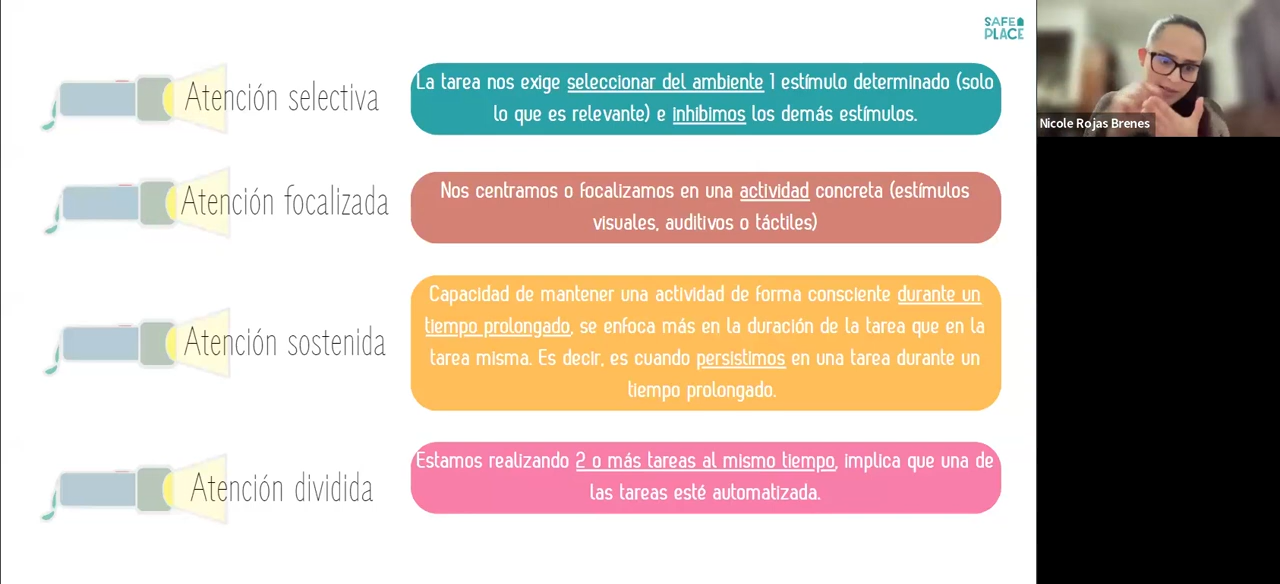 SAFE
PLACE
Atención selectiva
La tarea nos exige seleccionar del ambiente 1 estímulo determinado (solo
lo que es relevante) e inhibimos los demás estímulos.
Nicole Rojas Brenes
Atención focalizada
Nos centramos o focalizamos en una actividad concreta (estímulos
visuales, auditivos o táctiles)
Atención sostenida
Capacidad de mantener una actividad de forma consciente durante un
tiempo prolongado, se enfoca más en la duración de la tarea que en la
tarea misma. Es decir, es cuando persistimos en una tarea durante un
tiempo prolongado.
Atención dividida
Estamos realizando 2 o más tareas al mismo tiempo, implica que una de
las tareas esté automatizada.